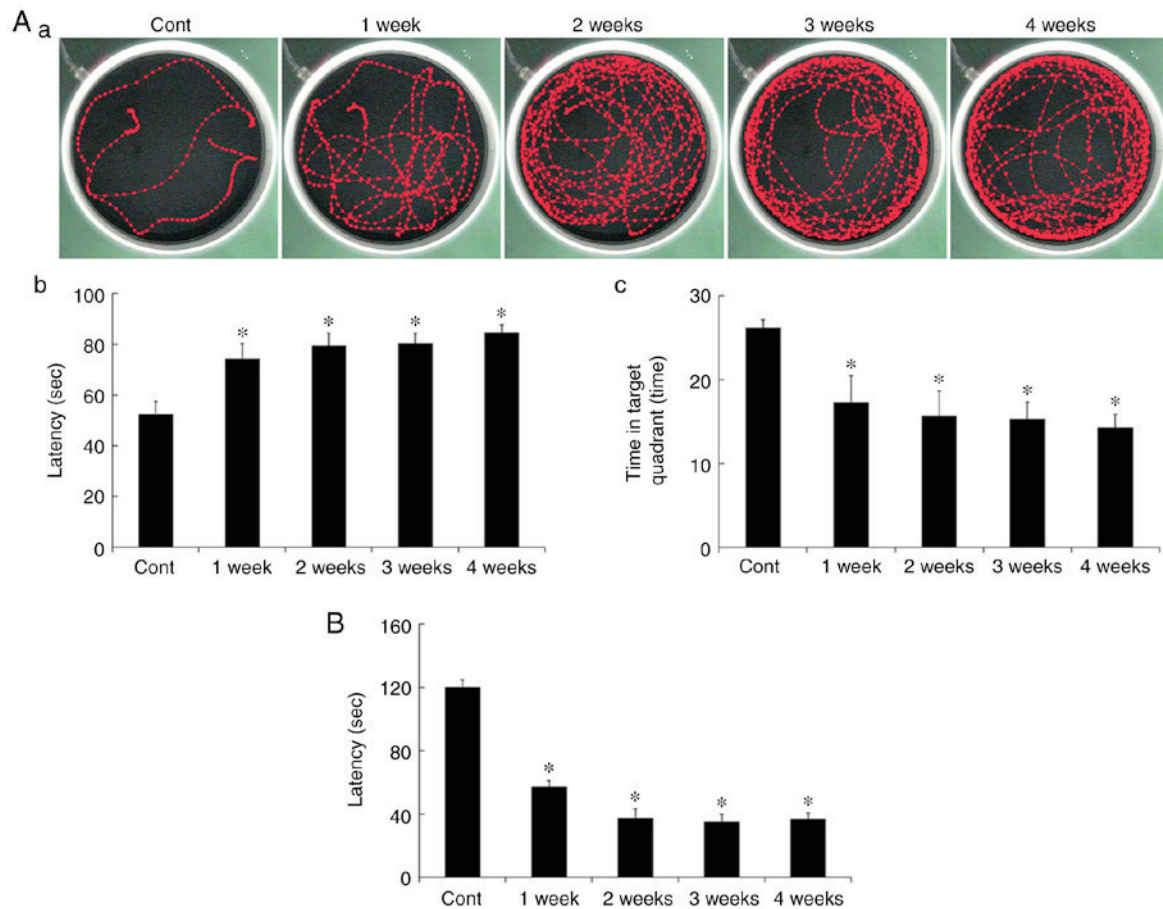 A a
Cont 1 week 2 weeks 3 weeks 4 weeks
b
Latency (sec)
100
80
60
40
20
0
* * * *
Cont 1 week 2 weeks 3 weeks 4 weeks
c
Time in target
quadrant (time)
30
20
10
0
* * * *
Cont 1 week 2 weeks 3 weeks 4 weeks
B
Latency (sec)
160
120
80
40
0
* * * *
Cont 1 week 2 weeks 3 weeks 4 weeks